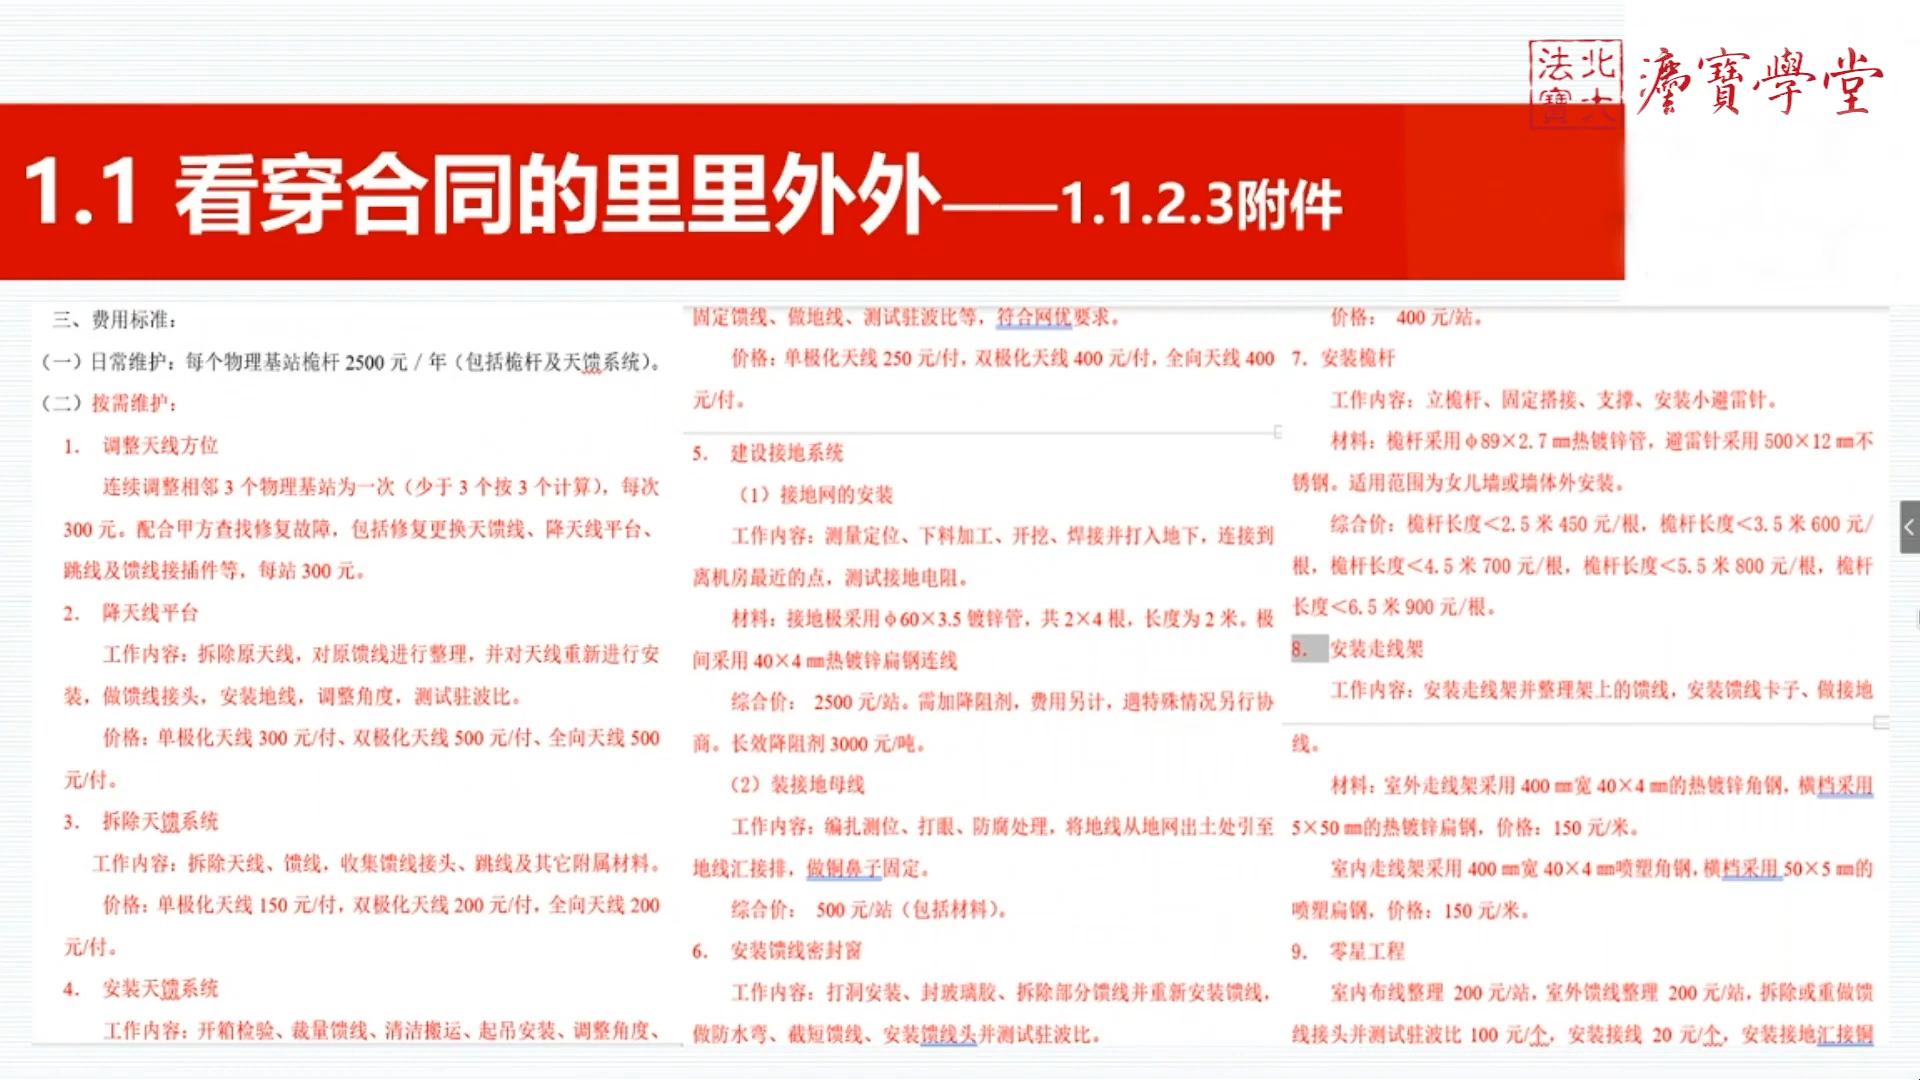 北大
法寶
灋寶學堂
1.1 看穿合同的里里外外——1.1.2.3附件
三、费用标准：
（一）日常维护：每个物理基站桅杆 2500 元 / 年（包括桅杆及天馈系统）。
（二）按需维护：
1. 调整天线方位
连续调整相邻 3 个物理基站为一次（少于 3 个按 3 个计算），每次
300 元。配合甲方查找修复故障，包括修复更换天馈线、降天线平台、
跳线及馈线接插件等，每站 300 元。
2. 降天线平台
工作内容：拆除原天线，对原馈线进行整理，并对天线重新进行安
装，做馈线接头，安装地线，调整角度，测试驻波比。
价格：单极化天线 300 元/付、双极化天线 500 元/付、全向天线 500
元/付。
3. 拆除天馈系统
工作内容：拆除天线、馈线，收集馈线接头、跳线及其它附属材料。
价格：单极化天线 150 元/付，双极化天线 200 元/付，全向天线 200
元/付。
4. 安装天馈系统
工作内容：开箱检验、裁量馈线、清洁搬运、起吊安装、调整角度、
固定馈线、做地线、测试驻波比等，符合网优要求。
价格：单极化天线 250 元/付，双极化天线 400 元/付，全向天线 400
元/付。
5. 建设接地系统
（1）接地网的安装
工作内容：测量定位、下料加工、开挖、焊接并打入地下，连接到
离机房最近的点，测试接地电阻。
材料：接地极采用 φ60×3.5 镀锌管，共 2×4 根，长度为 2 米。极
间采用 40×4 ㎜热镀锌扁钢连线
综合价： 2500 元/站。需加降阻剂，费用另计，遇特殊情况另行协
商。长效降阻剂 3000 元/吨。
（2）装接地母线
工作内容：编扎测位、打眼、防腐处理，将地线从地网出土处引至
地线汇接排，做铜鼻子固定。
综合价： 500 元/站（包括材料）。
6. 安装馈线密封窗
工作内容：打洞安装、封玻璃胶、拆除部分馈线并重新安装馈线，
做防水弯、截短馈线、安装馈线头并测试驻波比。
价格： 400 元/站。
7. 安装桅杆
工作内容：立桅杆、固定搭接、支撑、安装小避雷针。
材料：桅杆采用 φ89×2.7 ㎜热镀锌管，避雷针采用 500×12 ㎜不
锈钢。适用范围为女儿墙或墙体外安装。
综合价：桅杆长度＜2.5 米 450 元/根，桅杆长度＜3.5 米 600 元/
根，桅杆长度＜4.5 米 700 元/根，桅杆长度＜5.5 米 800 元/根，桅杆
长度＜6.5 米 900 元/根。
8. 安装走线架
工作内容：安装走线架并整理架上的馈线，安装馈线卡子、做接地
线。
材料：室外走线架采用 400 ㎜宽 40×4 ㎜的热镀锌角钢，横档采用
5×50 ㎜的热镀锌扁钢，价格：150 元/米。
室内走线架采用 400 ㎜宽 40×4 ㎜喷塑角钢，横档采用 50×5 ㎜的
喷塑扁钢，价格：150 元/米。
9. 零星工程
室内布线整理 200 元/站，室外馈线整理 200 元/站，拆除或重做馈
线接头并测试驻波比 100 元/个，安装接线 20 元/个，安装接地汇接铜